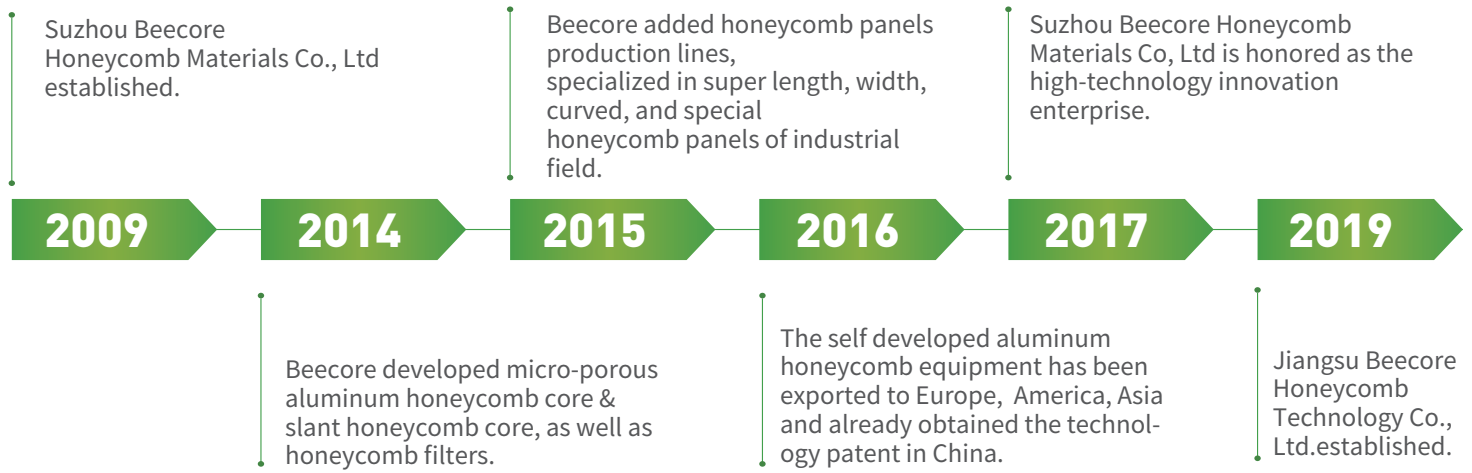 Suzhou Beecore
Honeycomb Materials Co., Ltd
established.
Beecore added honeycomb panels
production lines,
specialized in super length, width,
curved, and special
honeycomb panels of industrial
field.
Suzhou Beecore Honeycomb
Materials Co, Ltd is honored as the
high-technology innovation
enterprise.
2009
2014
2015
2016
2017
2019
Beecore developed micro-porous
aluminum honeycomb core &
slant honeycomb core, as well as
honeycomb filters.
The self developed aluminum
honeycomb equipment has been
exported to Europe,  America, Asia
and already obtained the technol-
ogy patent in China.
Jiangsu Beecore
Honeycomb
Technology Co.,
Ltd.established.